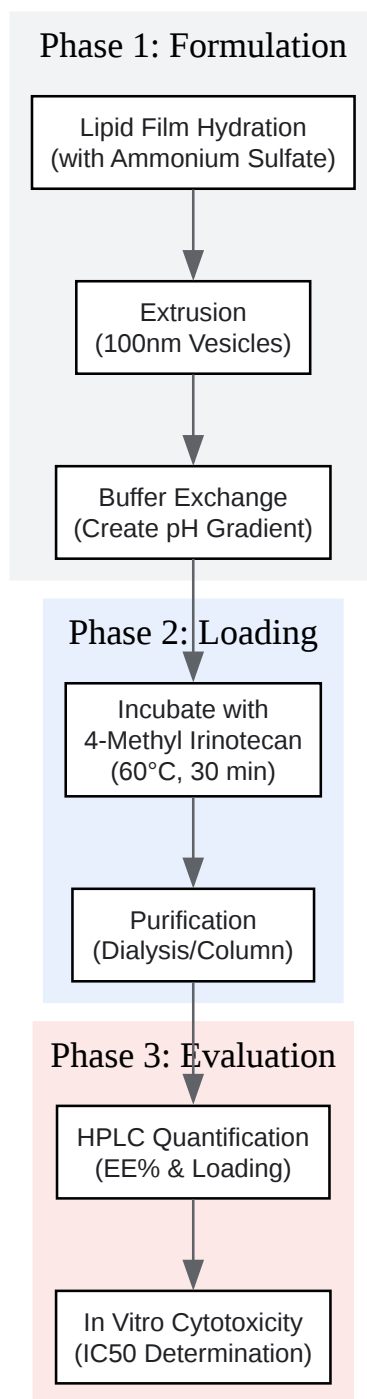 Phase 1: Formulation
Lipid Film Hydration
(with Ammonium Sulfate)
Extrusion
(100nm Vesicles)
Buffer Exchange
(Create pH Gradient)
Phase 2: Loading
Incubate with
4-Methyl Irinotecan
(60°C, 30 min)
Purification
(Dialysis/Column)
Phase 3: Evaluation
HPLC Quantification
(EE% & Loading)
In Vitro Cytotoxicity
(IC50 Determination)